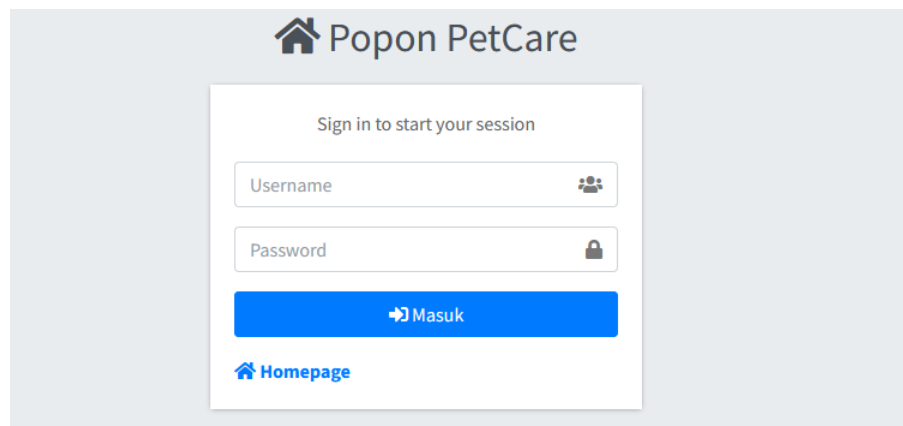 Popon PetCare
Sign in to start your session
Username
Password
Masuk
Homepage